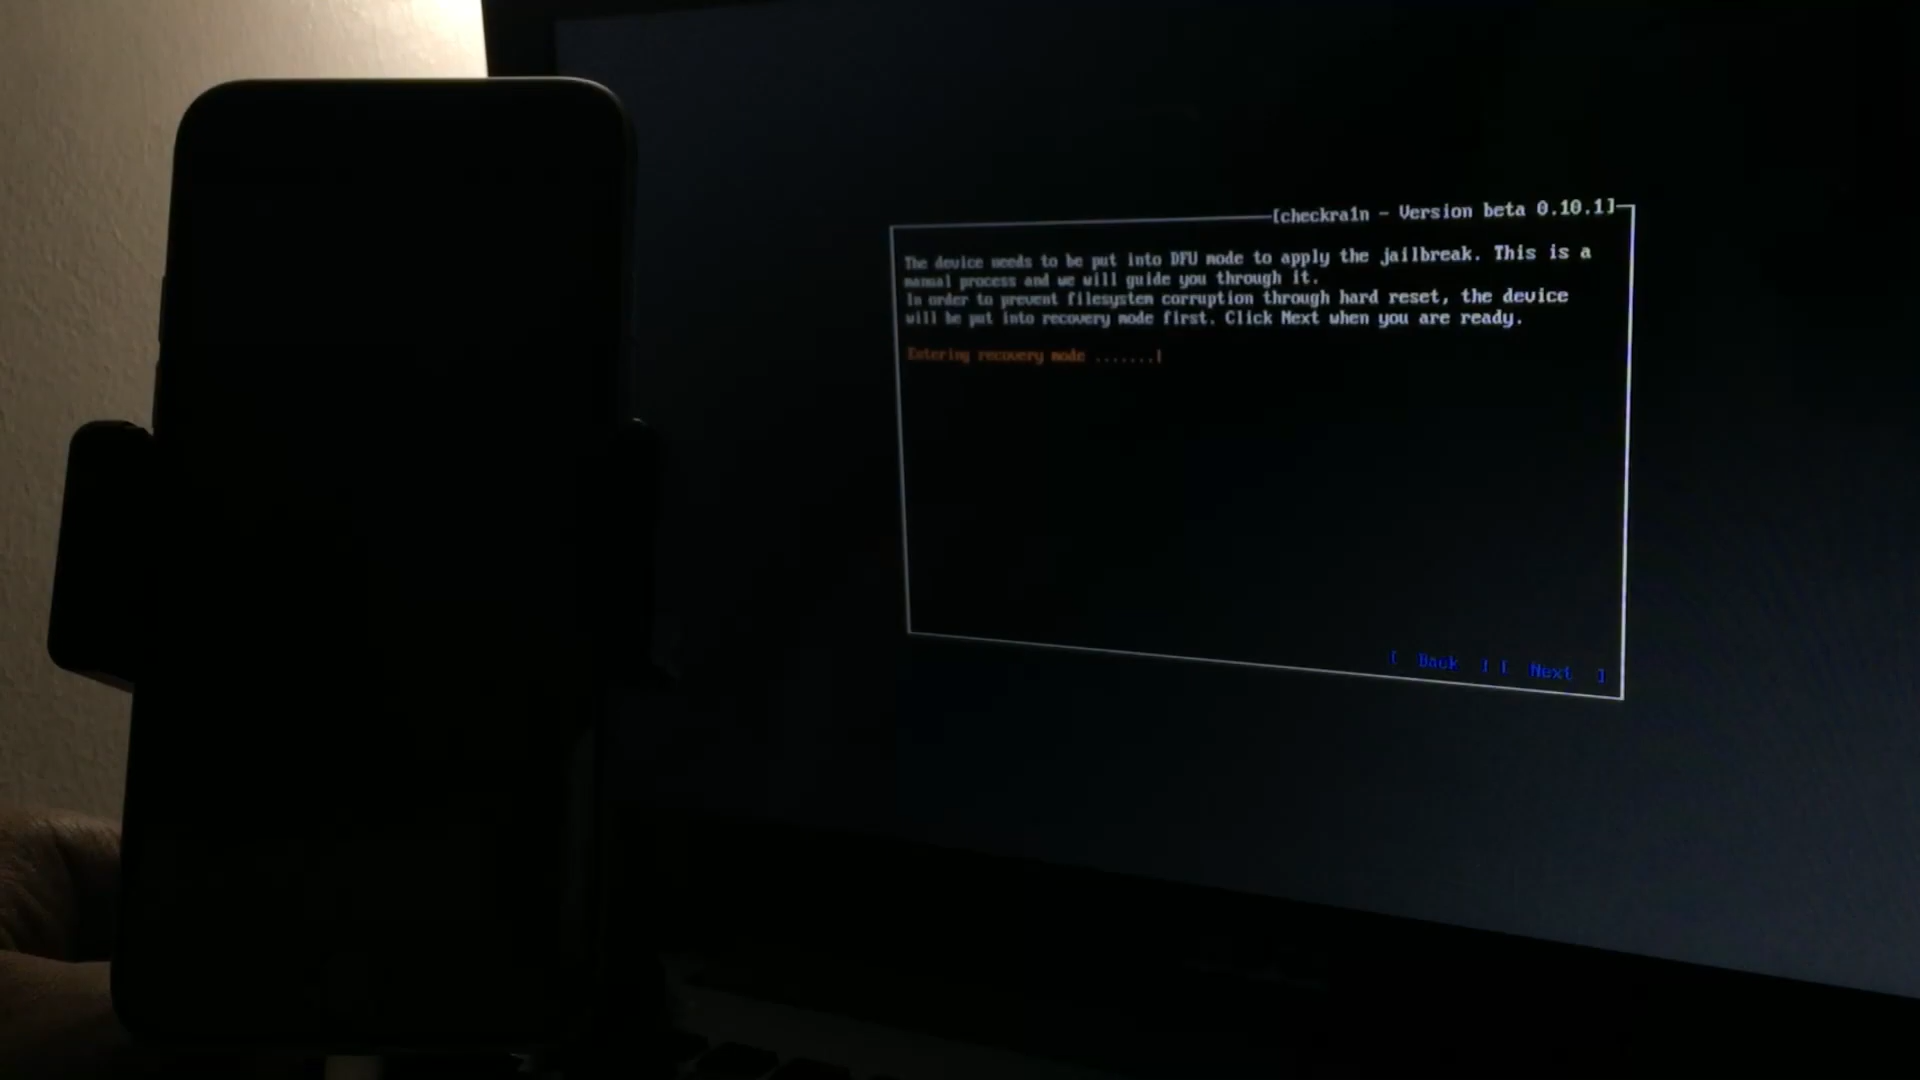 [checkra1n - Version beta 0.10.1]
The device needs to be put into DFU mode to apply the jailbreak. This is a
manual process and we will guide you through it.
In order to prevent filesystem corruption through hard reset, the device
will be put into recovery mode first. Click Next when you are ready.
Entering recovery mode .......|
[ Back ] [ Next ]